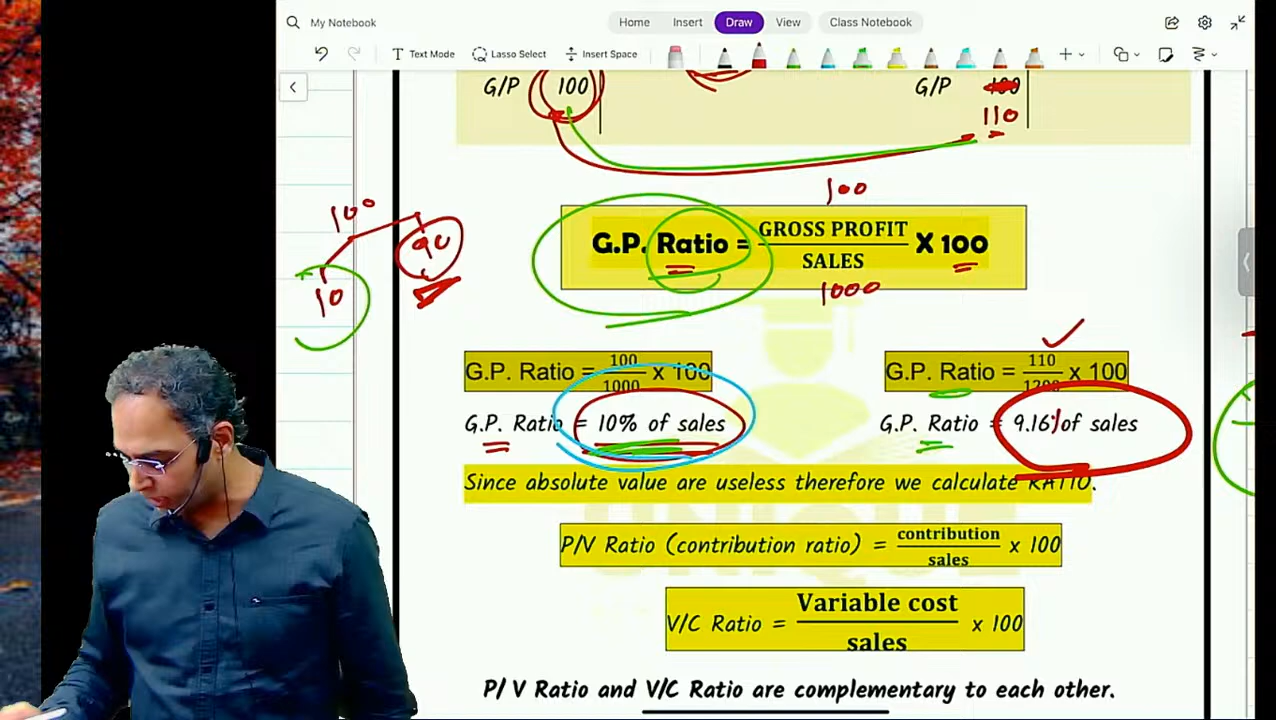 My Notebook
Home Insert Draw View Class Notebook
Text Mode Lasso Select Insert Space
G/P 100 G/P 100
110
100
100
90
10
G.P. Ratio = GROSS PROFIT / SALES X 100
1000
G.P. Ratio = 100 / 1000 x 100 G.P. Ratio = 110 / 1200 x 100
G.P. Ratio = 10% of sales G.P. Ratio = 9.16% of sales
Since absolute value are useless therefore we calculate RATIO.
P/V Ratio (contribution ratio) = contribution / sales x 100
UNIQUE
V/C Ratio = Variable cost / sales x 100
P/ V Ratio and V/C Ratio are complementary to each other.